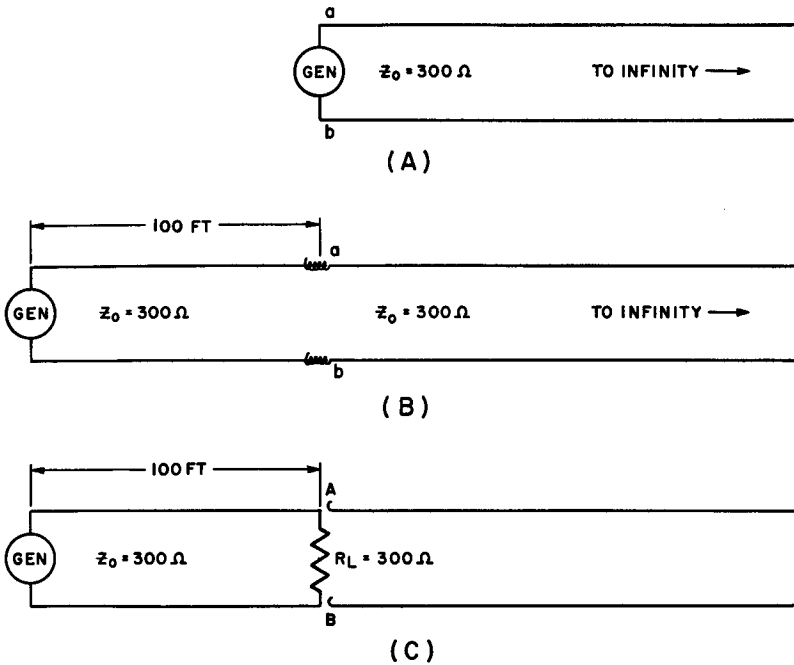 a
GEN
Z₀ = 300 Ω
TO INFINITY
b
(A)
100 FT
a
GEN
Z₀ = 300 Ω
Z₀ = 300 Ω
TO INFINITY
b
(B)
100 FT
A
GEN
Z₀ = 300 Ω
R_L = 300 Ω
B
(C)